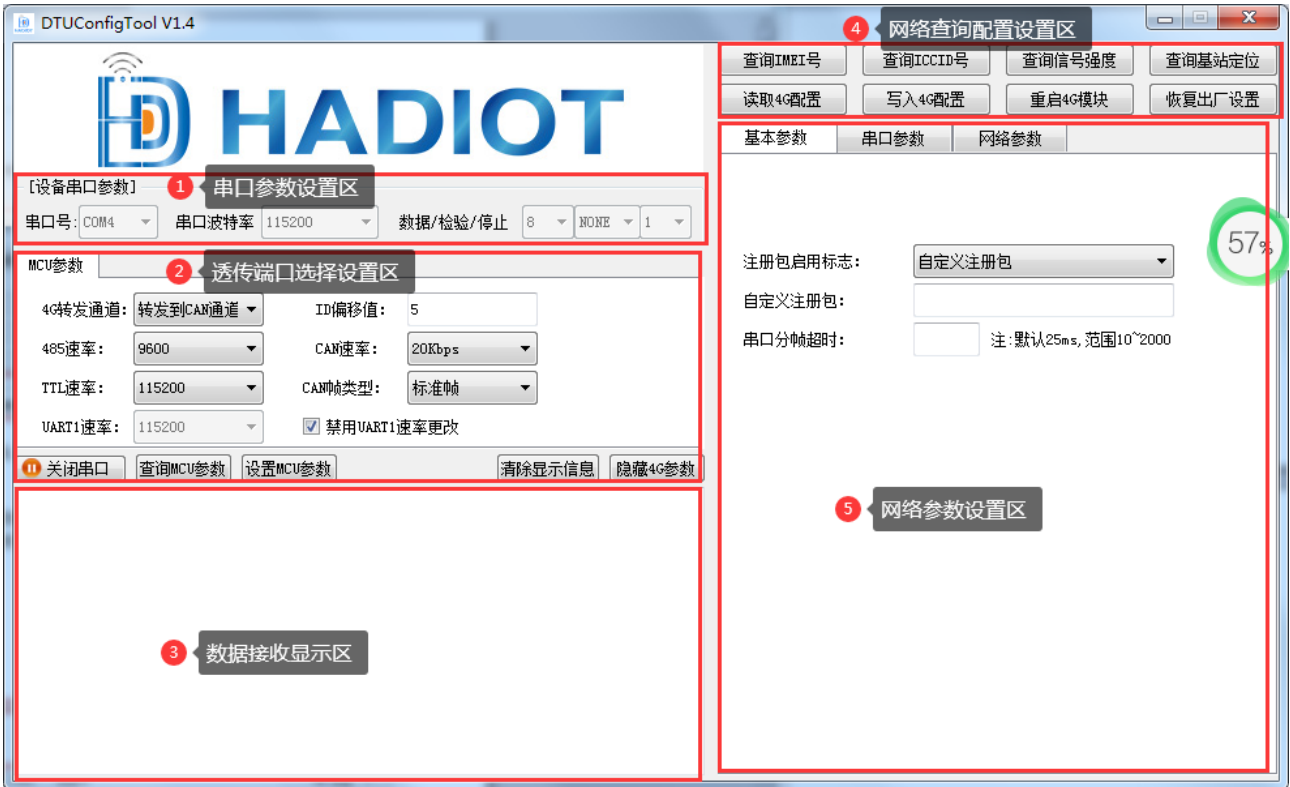 DTUConfigTool V1.4
HADIOT
[设备串口参数]
1 串口参数设置区
串口号: COM4 串口波特率 115200 数据/检验/停止 8 NONE 1
MCU参数
2 透传端口选择设置区
4G转发通道: 转发到CAN通道 ID偏移值: 5
485速率: 9600 CAN速率: 20Kbps
TTL速率: 115200 CAN帧类型: 标准帧
UART1速率: 115200 禁用UART1速率更改
关闭串口 查询MCU参数 设置MCU参数 清除显示信息 隐藏4G参数
3 数据接收显示区
4 网络查询配置设置区
查询IMEI号 查询ICCID号 查询信号强度 查询基站定位
读取4G配置 写入4G配置 重启4G模块 恢复出厂设置
基本参数 串口参数 网络参数
57%
注册包启用标志: 自定义注册包
自定义注册包:
串口分帧超时: 注:默认25ms,范围10~2000
5 网络参数设置区